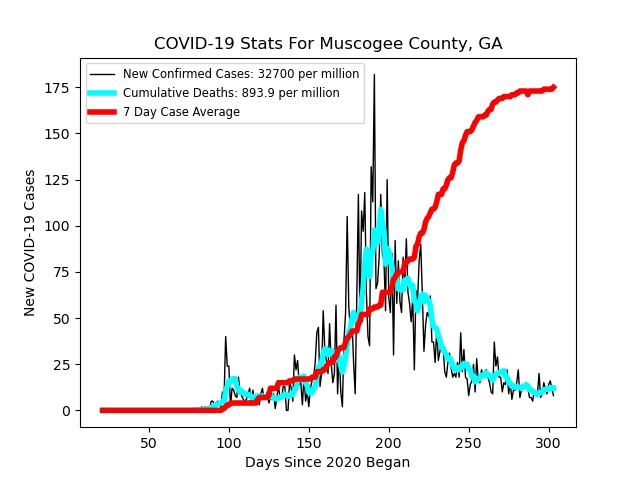 COVID-19 Stats For Muscogee County, GA
New Confirmed Cases: 32700 per million
Cumulative Deaths: 893.9 per million
7 Day Case Average
New COVID-19 Cases
175
150
125
100
75
50
25
0
50 100 150 200 250 300
Days Since 2020 Began